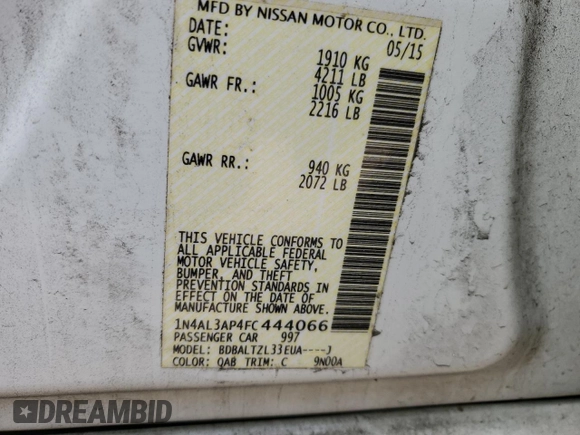 MFD BY NISSAN MOTOR CO., LTD.
DATE: 05/15
GVWR: 1910 KG
4211 LB
GAWR FR.: 1005 KG
2216 LB
GAWR RR.: 940 KG
2072 LB
THIS VEHICLE CONFORMS TO
ALL APPLICABLE FEDERAL
MOTOR VEHICLE SAFETY,
BUMPER, AND THEFT
PREVENTION STANDARDS IN
EFFECT ON THE DATE OF
MANUFACTURE SHOWN ABOVE.
1N4AL3AP4FC444066
PASSENGER CAR 997
MODEL: BDBALTZL33EUA----J
COLOR: QAB TRIM: C 9N00A
DREAMBID